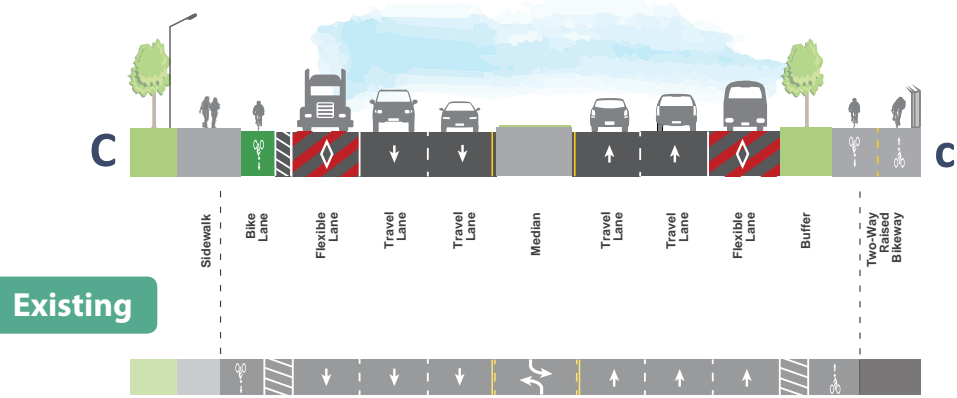 C
c
Sidewalk
Bike
Lane
Flexible
Lane
Travel
Lane
Travel
Lane
Median
Travel
Lane
Travel
Lane
Flexible
Lane
Buffer
Two-Way
Raised
Bikeway
Existing